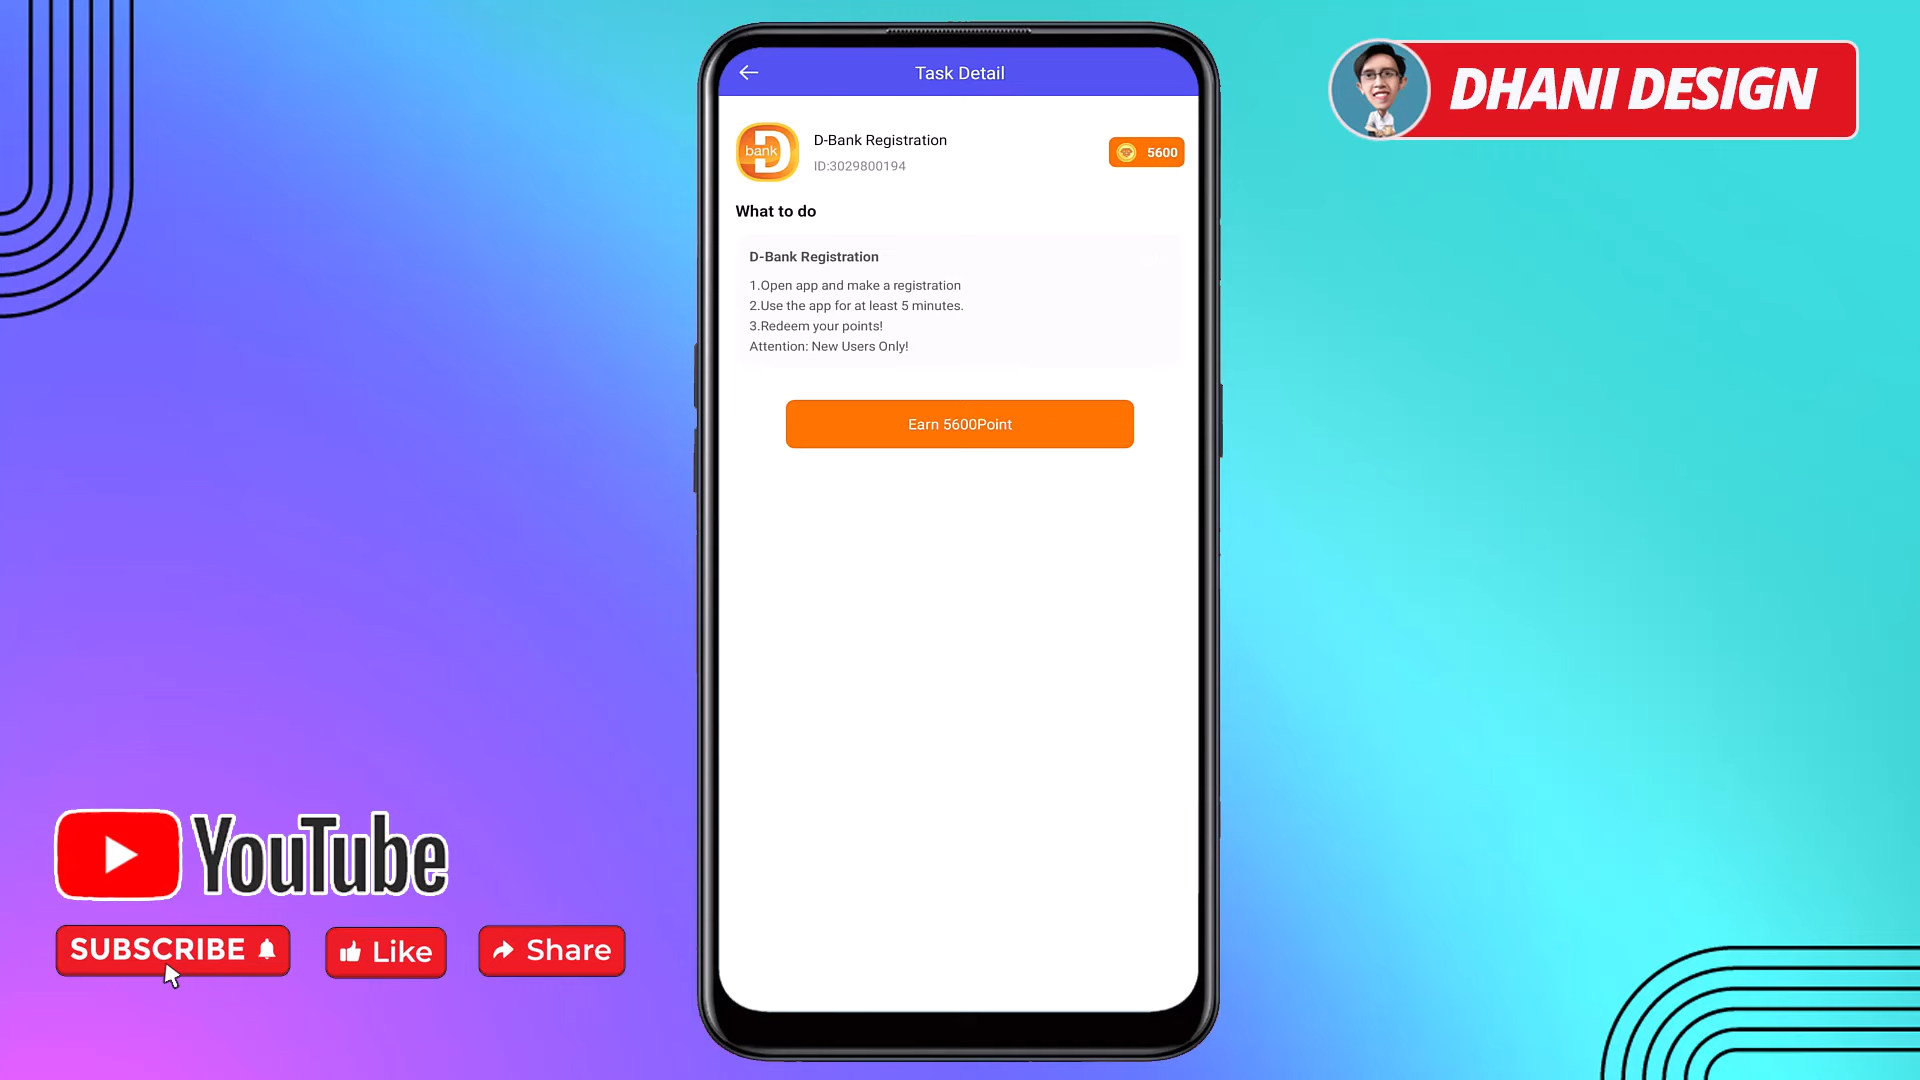 Task Detail
DHANI DESIGN
bank D
D-Bank Registration
5600
ID:3029800194
What to do
D-Bank Registration
1.Open app and make a registration
2.Use the app for at least 5 minutes.
3.Redeem your points!
Attention: New Users Only!
Earn 5600Point
YouTube
SUBSCRIBE
Like
Share